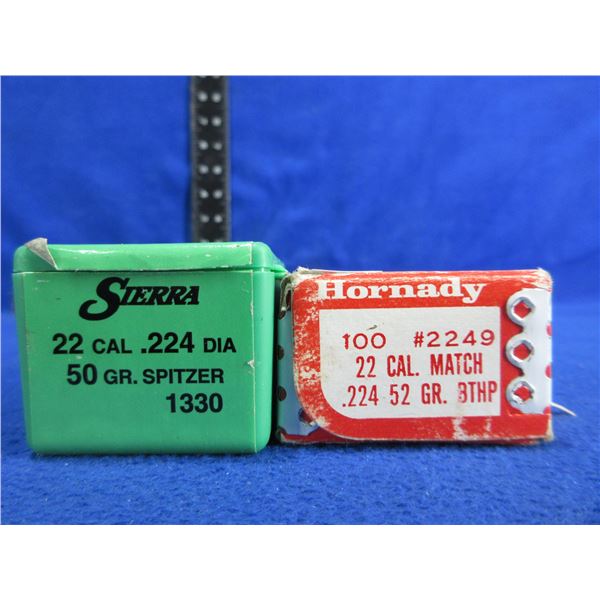 SIERRA
22 CAL .224 DIA
50 GR. SPITZER
1330
Hornady
100 #2249
22 CAL. MATCH
.224 52 GR. BTHP